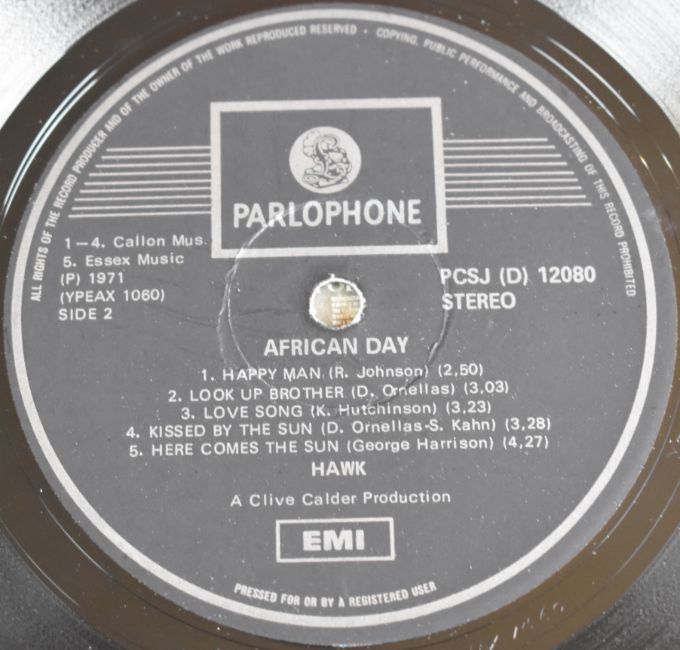 ALL RIGHTS OF THE RECORD PRODUCER AND OF THE OWNER OF THE WORK REPRODUCED RESERVED • COPYING, PUBLIC PERFORMANCE AND BROADCASTING OF THIS RECORD PROHIBITED
PARLOPHONE
1—4. Callon Mus.
5. Essex Music
(P) 1971
(YPEAX 1060)
SIDE 2
PCSJ (D) 12080
STEREO
AFRICAN DAY
1. HAPPY MAN (R. Johnson) (2,50)
2. LOOK UP BROTHER (D. Ornellas) (3,03)
3. LOVE SONG (K. Hutchinson) (3,23)
4. KISSED BY THE SUN (D. Ornellas-S. Kahn) (3,28)
5. HERE COMES THE SUN (George Harrison) (4,27)
HAWK
A Clive Calder Production
EMI
PRESSED FOR OR BY A REGISTERED USER